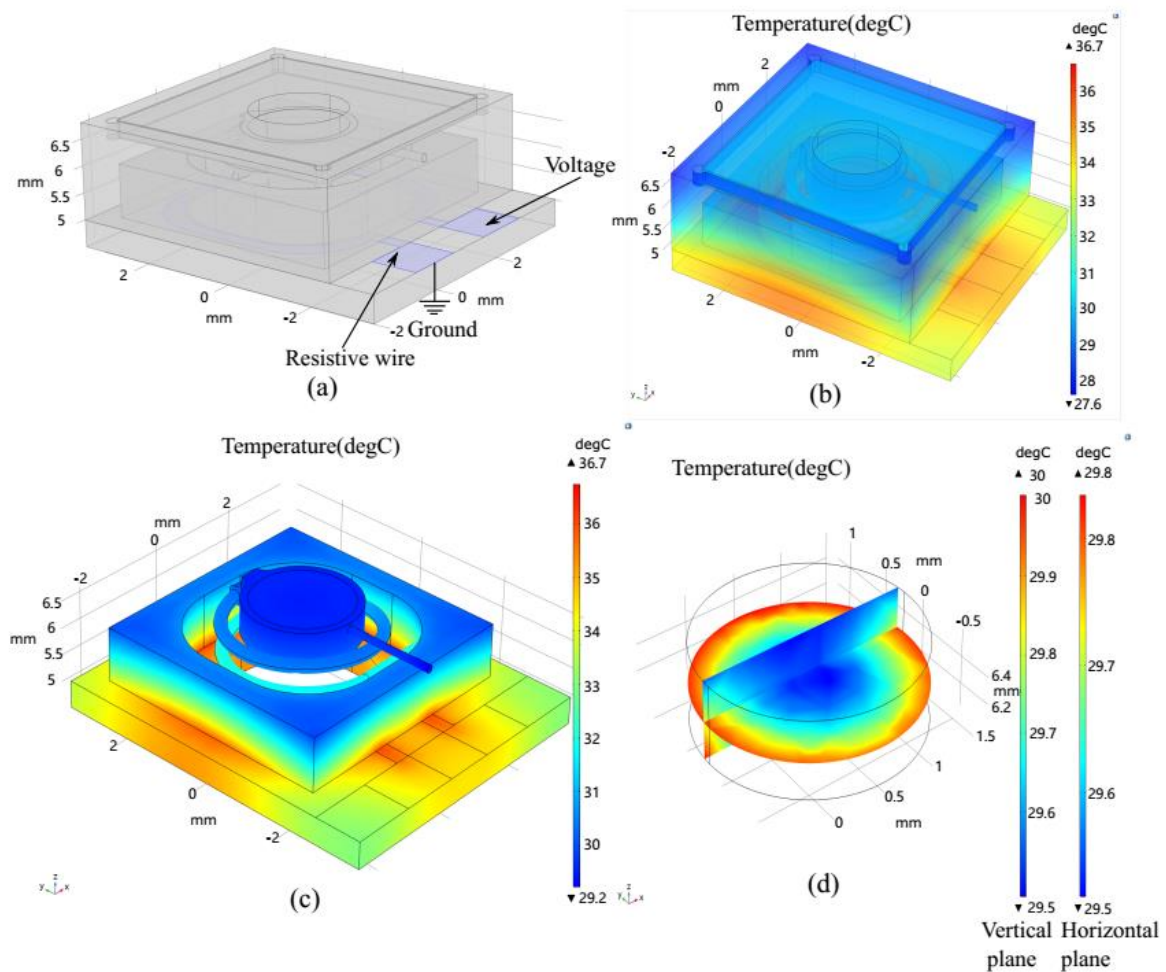 Voltage
6.5
6
mm
5.5
5
2
0
mm
-2
2
0
mm
-2
Ground
Resistive wire
(a)
Temperature(degC)
degC
▲ 36.7
36
35
34
33
32
31
30
29
28
▼ 27.6
2
mm
0
-2
6.5
6
mm
5.5
5
2
0
mm
-2
y z x
(b)
Temperature(degC)
degC
▲ 36.7
36
35
34
33
32
31
30
▼ 29.2
2
mm
0
-2
6.5
6
mm
5.5
5
2
0
mm
-2
y z x
(c)
Temperature(degC)
degC
▲ 30
30
29.9
29.8
29.7
29.6
29.5
▼ 29.5
degC
▲ 29.8
29.8
29.7
29.6
▼ 29.5
1
0.5
mm
0
-0.5
6.4
mm
6.2
1.5
1
0.5
mm
0
y z x
(d)
Vertical plane
Horizontal plane